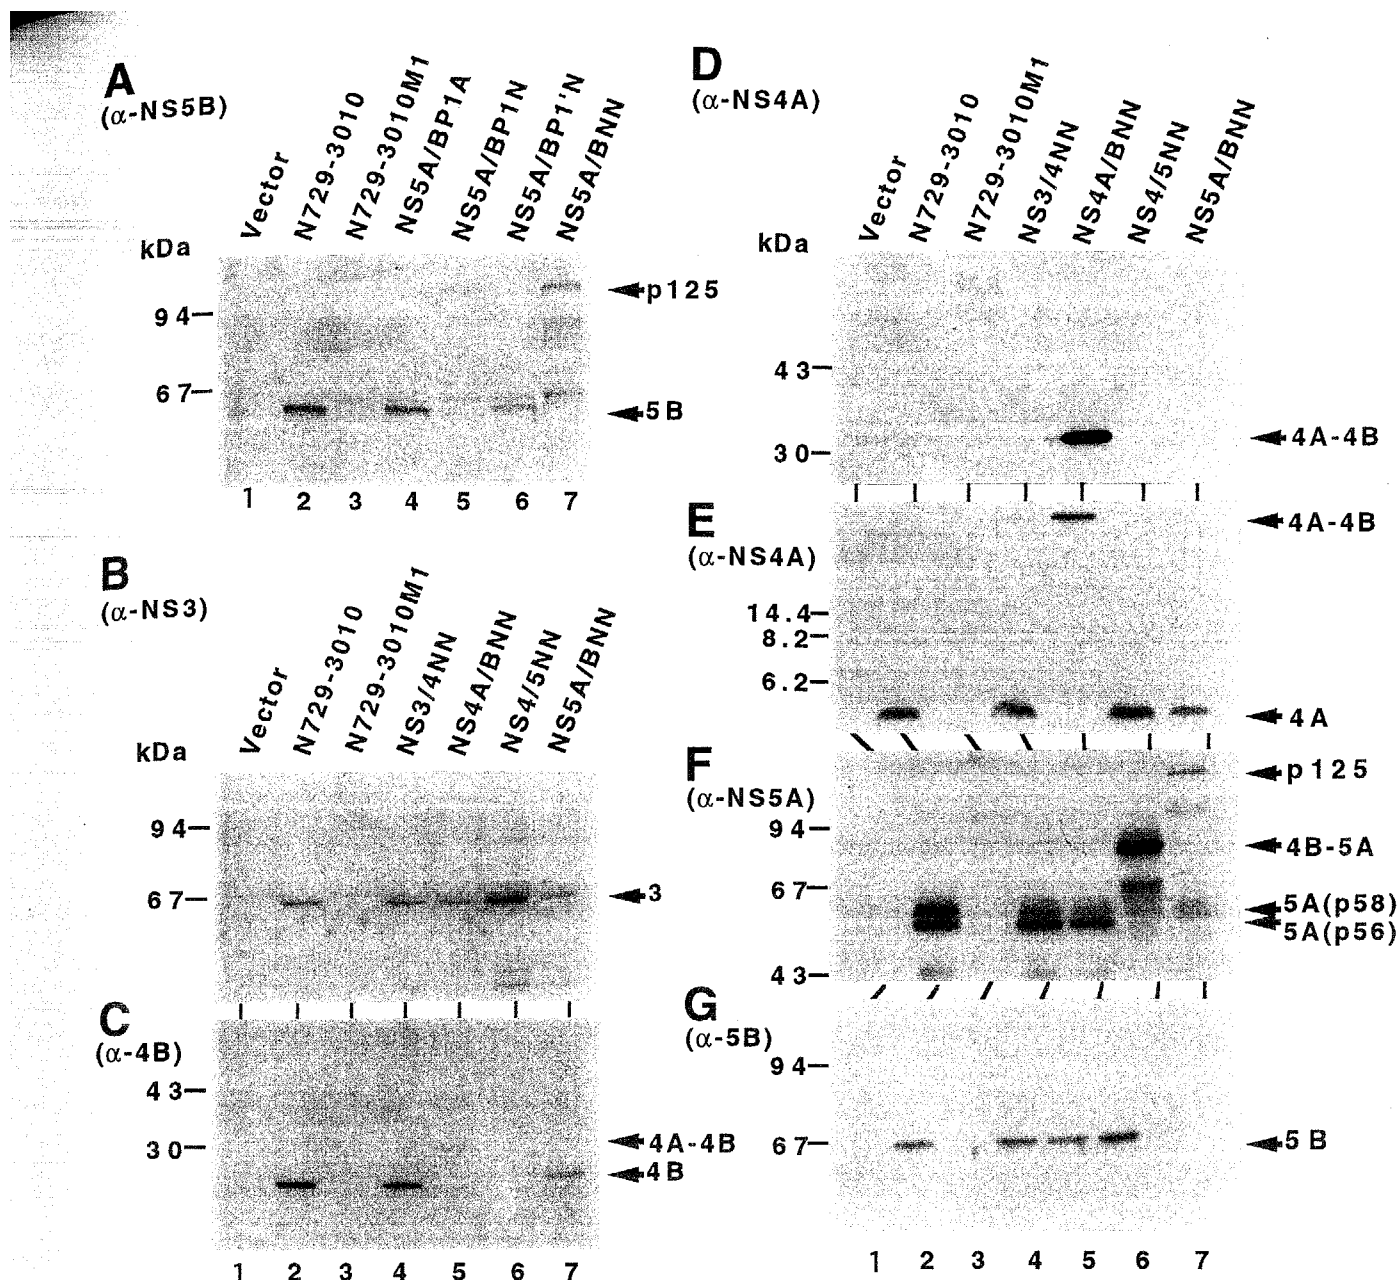 A
(α-NS5B)
Vector
N729-3010
N729-3010M1
NS5A/BP1A
NS5A/BP1N
NS5A/BP1'N
NS5A/BNN
kDa
94
67
p125
5B
1 2 3 4 5 6 7
B
(α-NS3)
Vector
N729-3010
N729-3010M1
NS3/4NN
NS4A/BNN
NS4/5NN
NS5A/BNN
kDa
94
67
3
C
(α-4B)
43
30
4A-4B
4B
1 2 3 4 5 6 7
D
(α-NS4A)
Vector
N729-3010
N729-3010M1
NS3/4NN
NS4A/BNN
NS4/5NN
NS5A/BNN
kDa
43
30
4A-4B
E
(α-NS4A)
4A-4B
14.4
8.2
6.2
4A
F
(α-NS5A)
p125
94
4B-5A
67
5A(p58)
5A(p56)
43
G
(α-5B)
94
67
5B
1 2 3 4 5 6 7